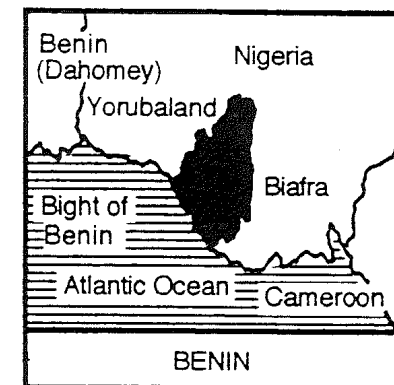 Benin
(Dahomey)
Nigeria
Yorubaland
Biafra
Bight of
Benin
Atlantic Ocean
Cameroon
BENIN